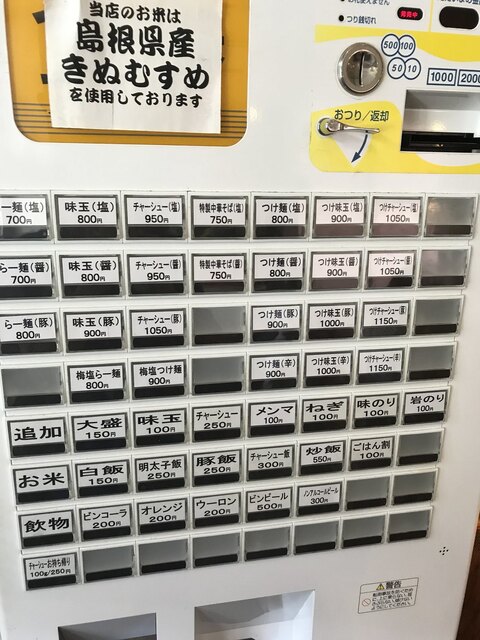 当店のお米は
島根県産
きぬむすめ
を使用しております
つり銭切れ
発売中
500 100
50 10
1000 2000
おつり/返却
らー麺(塩) 700円
味玉(塩) 800円
チャーシュー(塩) 950円
特製中華そば(塩) 750円
つけ麺(塩) 800円
つけ味玉(塩) 900円
つけチャーシュー(塩) 1050円
らー麺(醤) 700円
味玉(醤) 800円
チャーシュー(醤) 950円
特製中華そば(醤) 750円
つけ麺(醤) 800円
つけ味玉(醤) 900円
つけチャーシュー(醤) 1050円
らー麺(豚) 800円
味玉(豚) 900円
チャーシュー(豚) 1050円
つけ麺(豚) 900円
つけ味玉(豚) 1000円
つけチャーシュー(豚) 1150円
梅塩らー麺 800円
梅塩つけ麺 900円
つけ麺(辛) 900円
つけ味玉(辛) 1000円
つけチャーシュー(辛) 1150円
追加
大盛 150円
味玉 100円
チャーシュー 250円
メンマ 100円
ねぎ 100円
味のり 100円
岩のり 100円
お米
白飯 150円
明太子飯 250円
豚飯 250円
チャーシュー飯 300円
炒飯 550円
ごはん割 100円
飲物
ビンコーラ 200円
オレンジ 200円
ウーロン 200円
ビンビール 500円
ノンアルコールビール 300円
チャーシューお持ち帰り 100g/250円
警告